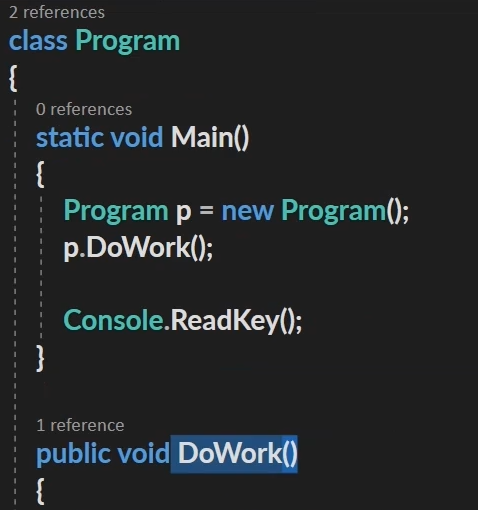 2 references
class Program
{
0 references
static void Main()
{
Program p = new Program();
p.DoWork();
Console.ReadKey();
}
1 reference
public void DoWork()
{